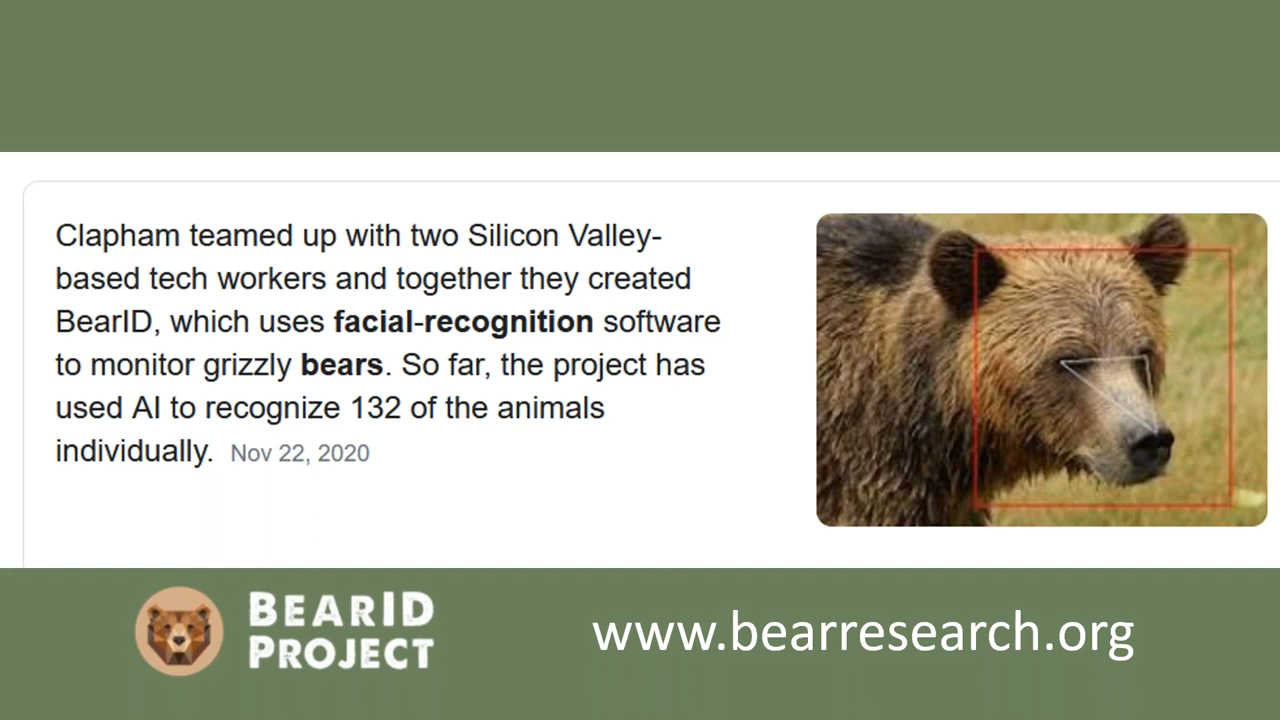 Clapham teamed up with two Silicon Valley-
based tech workers and together they created
BearID, which uses facial-recognition software
to monitor grizzly bears. So far, the project has
used AI to recognize 132 of the animals
individually. Nov 22, 2020
BEARID
PROJECT
www.bearresearch.org